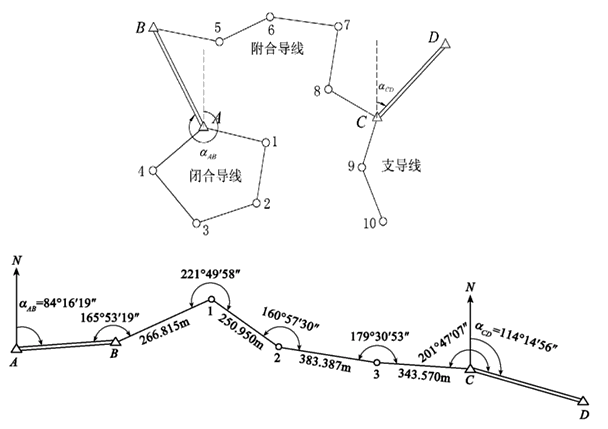 B
5
6
7
D
附合导线
8
α_CD
C
A
α_AB
1
4
闭合导线
2
3
9
支导线
10
N
α_AB=84°16′19″
165°53′19″
221°49′58″
1
160°57′30″
179°30′53″
201°47′07″
N
α_CD=114°14′56″
A
B
266.815m
250.950m
2
383.387m
3
343.570m
C
D